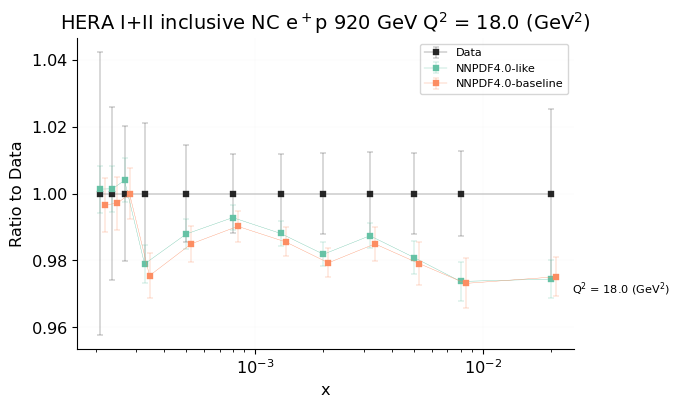 HERA I+II inclusive NC e⁺p 920 GeV Q² = 18.0 (GeV²)
Data
NNPDF4.0-like
NNPDF4.0-baseline
Ratio to Data
1.04
1.02
1.00
0.98
0.96
Q² = 18.0 (GeV²)
10⁻³
10⁻²
x